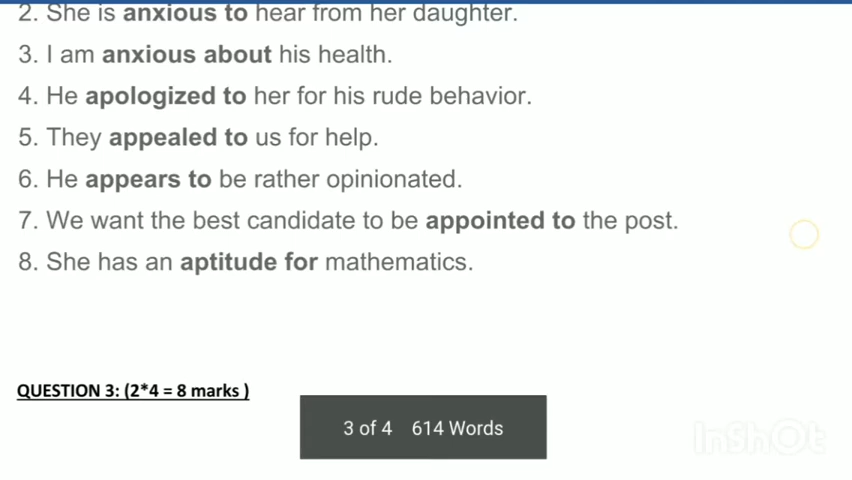 2. She is anxious to hear from her daughter.
3. I am anxious about his health.
4. He apologized to her for his rude behavior.
5. They appealed to us for help.
6. He appears to be rather opinionated.
7. We want the best candidate to be appointed to the post.
8. She has an aptitude for mathematics.
QUESTION 3: (2*4 = 8 marks )
3 of 4 614 Words
InShOt